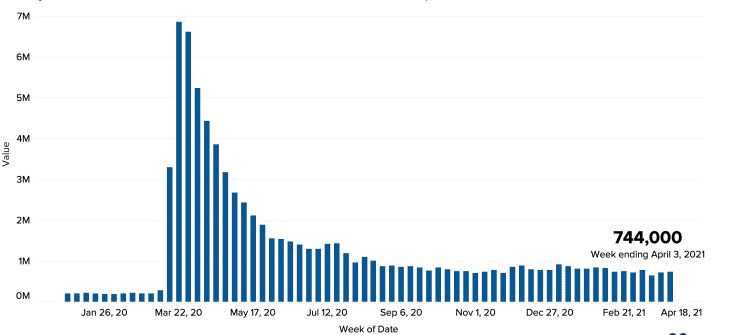 7M
6M
5M
4M
3M
2M
1M
0M
Value
744,000
Week ending April 3, 2021
Jan 26, 20 Mar 22, 20 May 17, 20 Jul 12, 20 Sep 6, 20 Nov 1, 20 Dec 27, 20 Feb 21, 21 Apr 18, 21
Week of Date